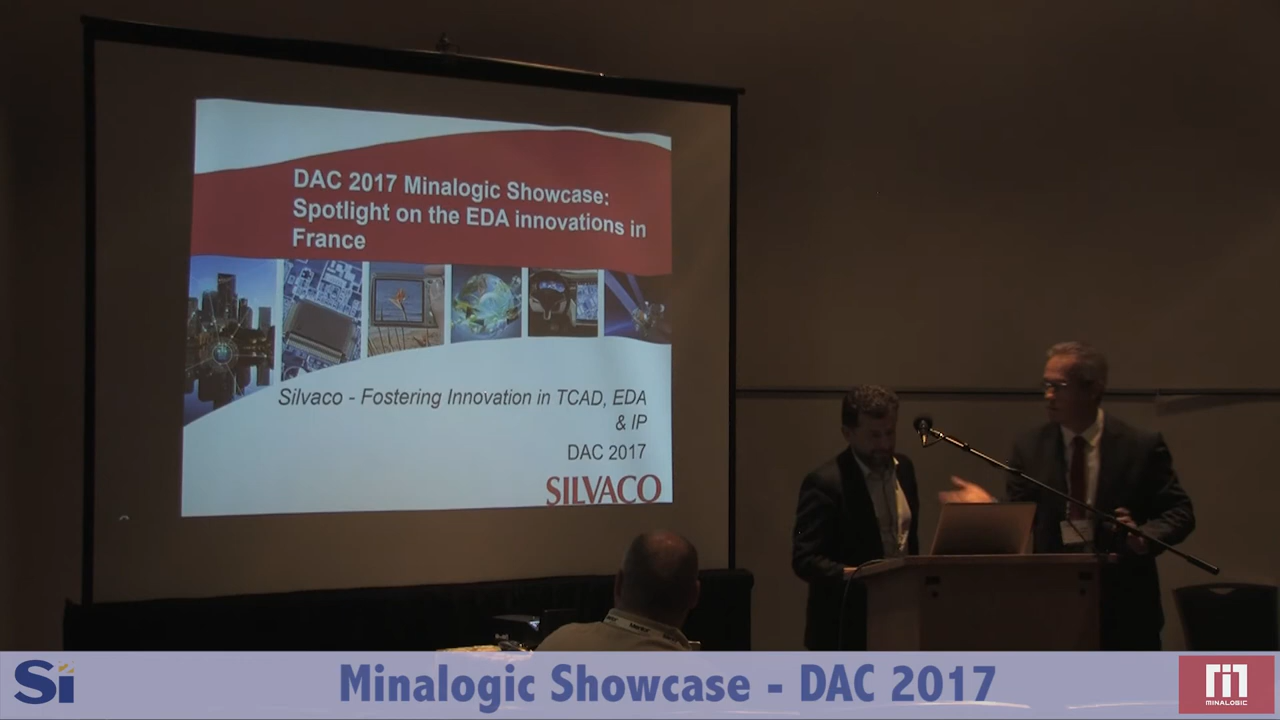 DAC 2017 Minalogic Showcase:
Spotlight on the EDA innovations in
France
Silvaco - Fostering Innovation in TCAD, EDA
& IP
DAC 2017
SILVACO
Si
Minalogic Showcase - DAC 2017
MINALOGIC